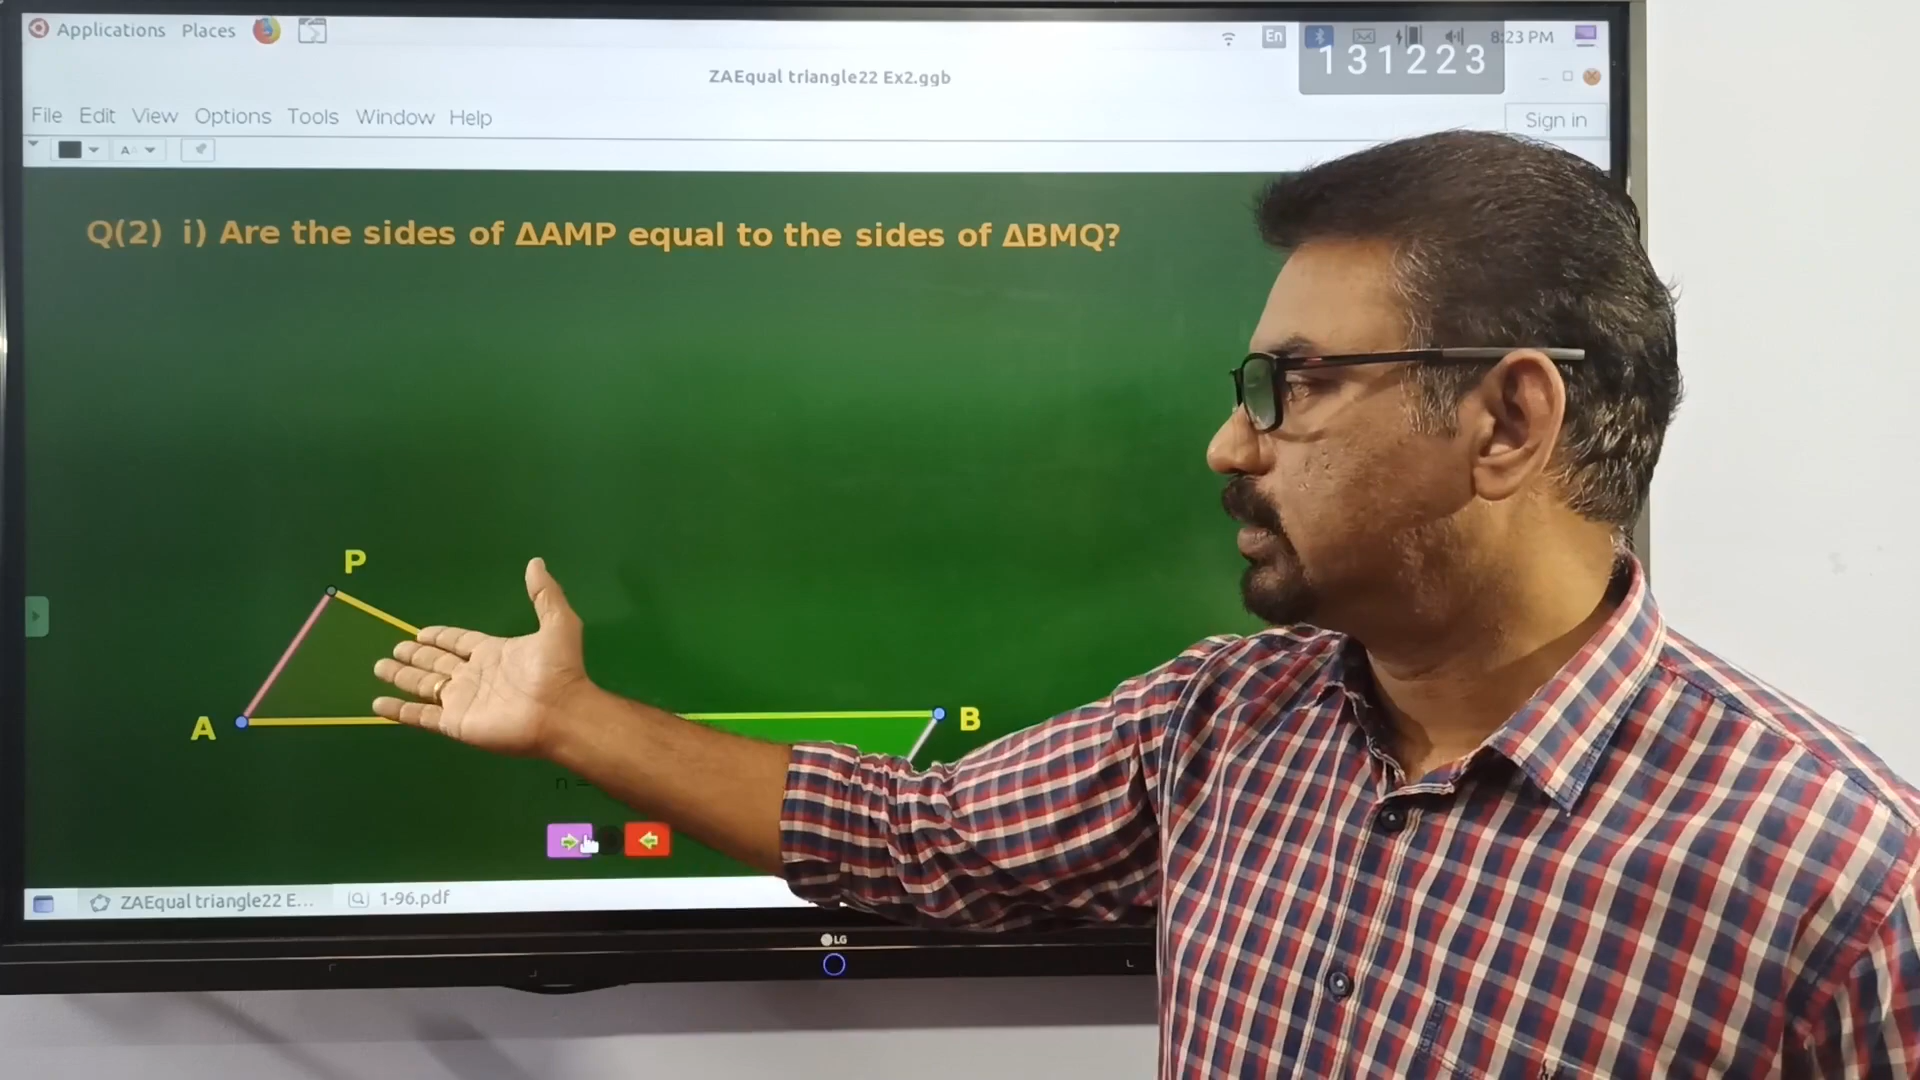 Applications Places
En
8:23 PM
131223
ZAEqual triangle22 Ex2.ggb
File Edit View Options Tools Window Help
Sign in
Q(2) i) Are the sides of ΔAMP equal to the sides of ΔBMQ?
P
A
B
n =
ZAEqual triangle22 E...
1-96.pdf
LG